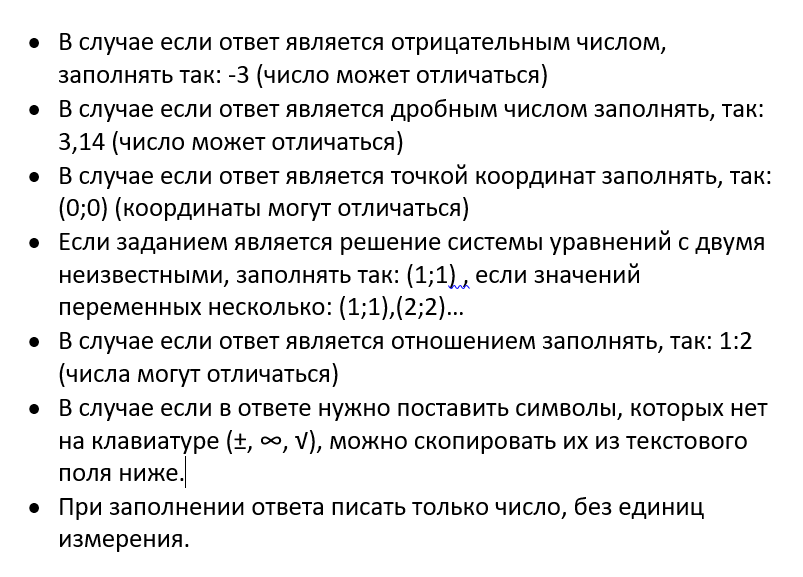 • В случае если ответ является отрицательным числом,
заполнять так: -3 (число может отличаться)
• В случае если ответ является дробным числом заполнять, так:
3,14 (число может отличаться)
• В случае если ответ является точкой координат заполнять, так:
(0;0) (координаты могут отличаться)
• Если заданием является решение системы уравнений с двумя
неизвестными, заполнять так: (1;1) , если значений
переменных несколько: (1;1),(2;2)...
• В случае если ответ является отношением заполнять, так: 1:2
(числа могут отличаться)
• В случае если в ответе нужно поставить символы, которых нет
на клавиатуре (±, ∞, √), можно скопировать их из текстового
поля ниже.
• При заполнении ответа писать только число, без единиц
измерения.